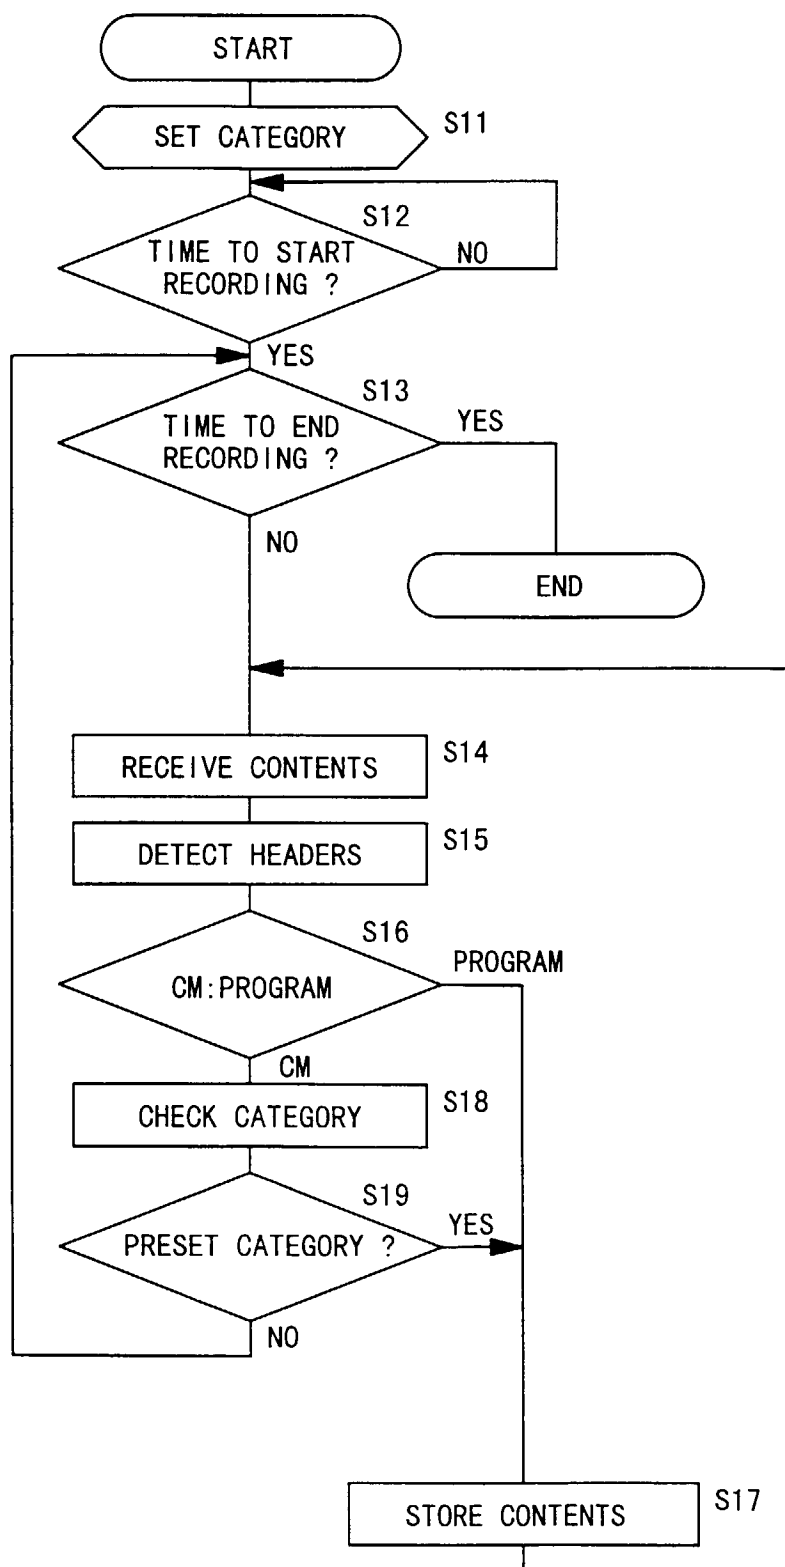 START
SET CATEGORY
S11
S12
TIME TO START
RECORDING ?
NO
YES
S13
TIME TO END
RECORDING ?
YES
NO
END
RECEIVE CONTENTS
S14
DETECT HEADERS
S15
S16
CM:PROGRAM
PROGRAM
CM
CHECK CATEGORY
S18
S19
PRESET CATEGORY ?
YES
NO
STORE CONTENTS
S17